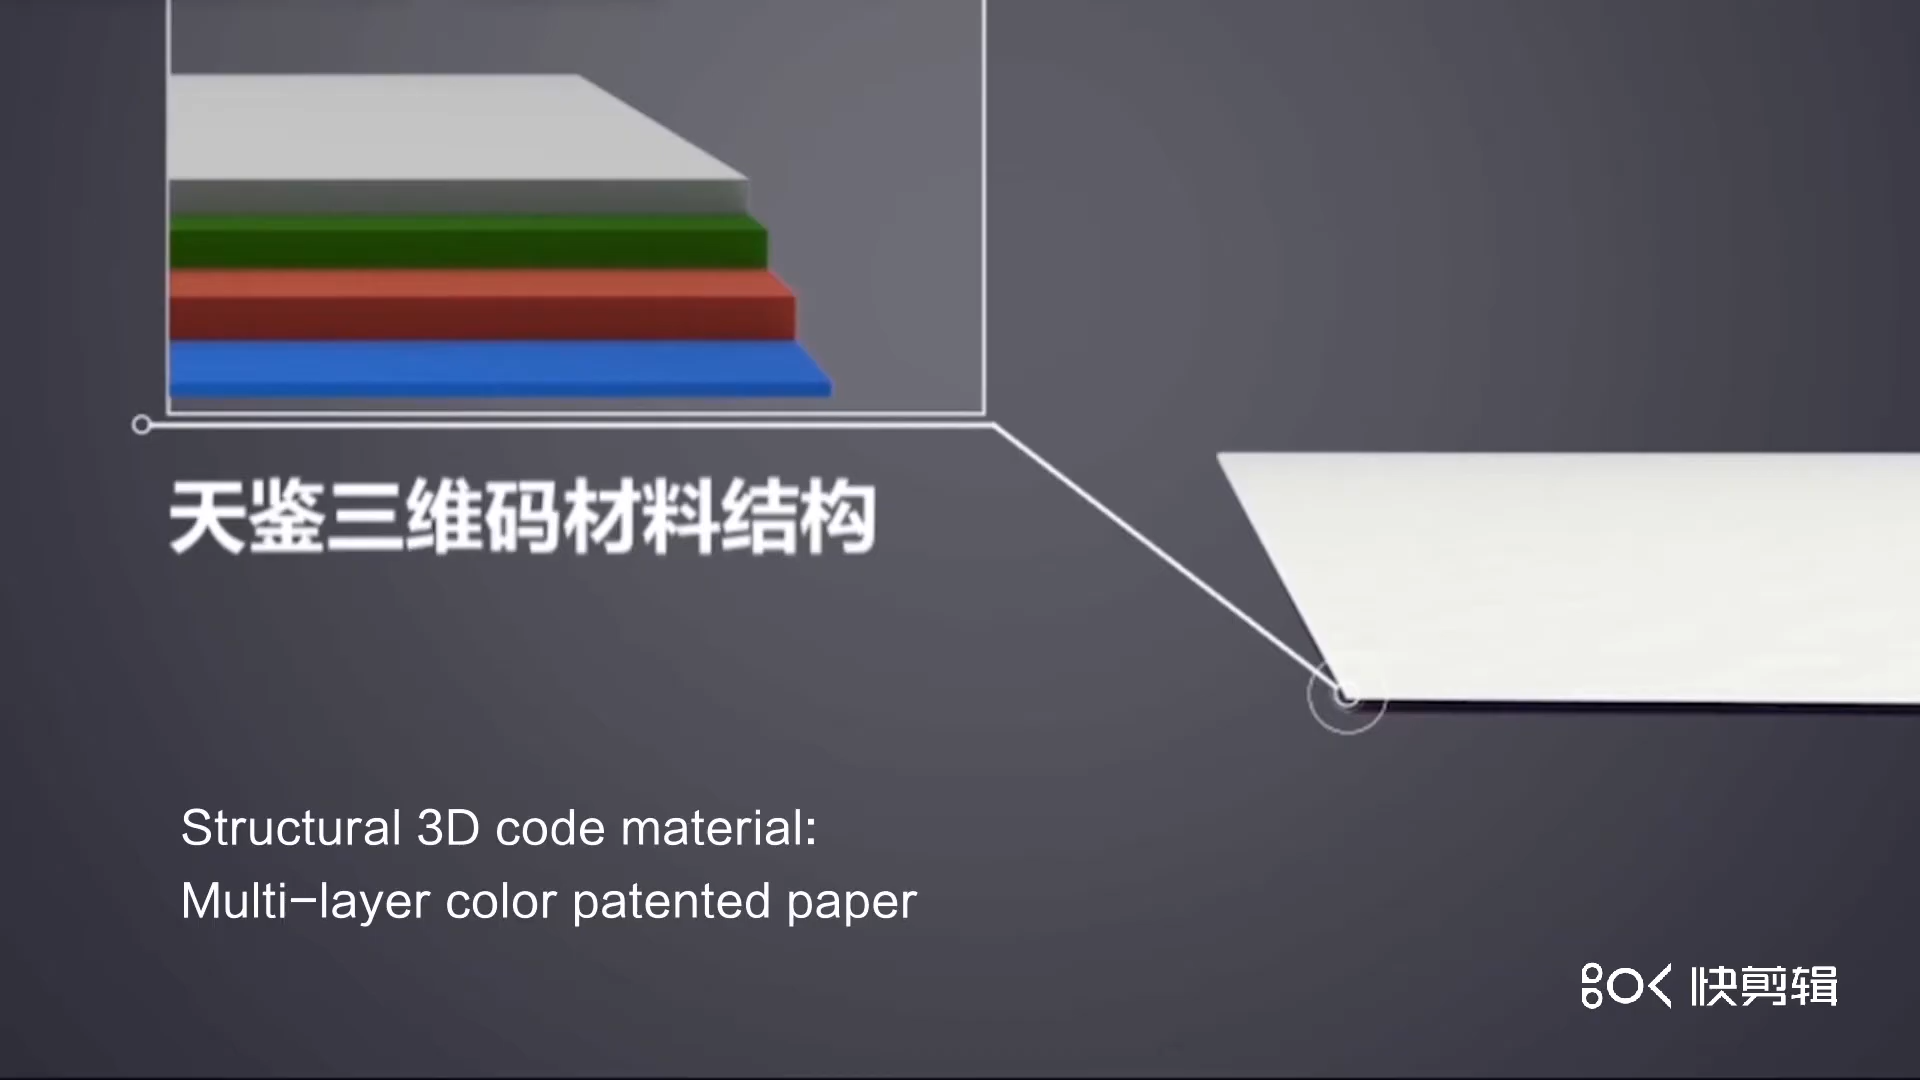 天鉴三维码材料结构
Structural 3D code material:
Multi-layer color patented paper
快剪辑